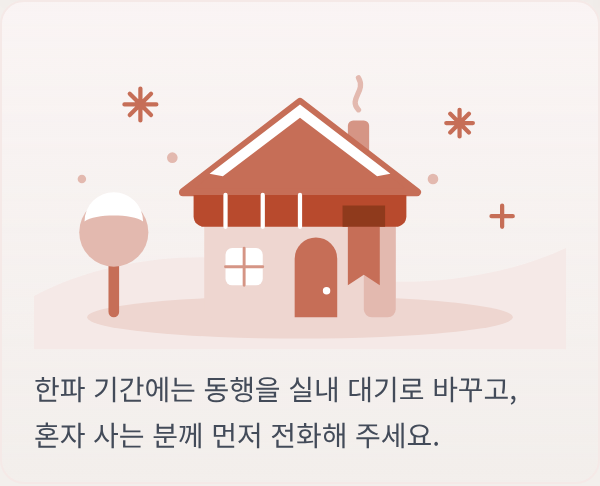 한파 기간에는 동행을 실내 대기로 바꾸고,
혼자 사는 분께 먼저 전화해 주세요.